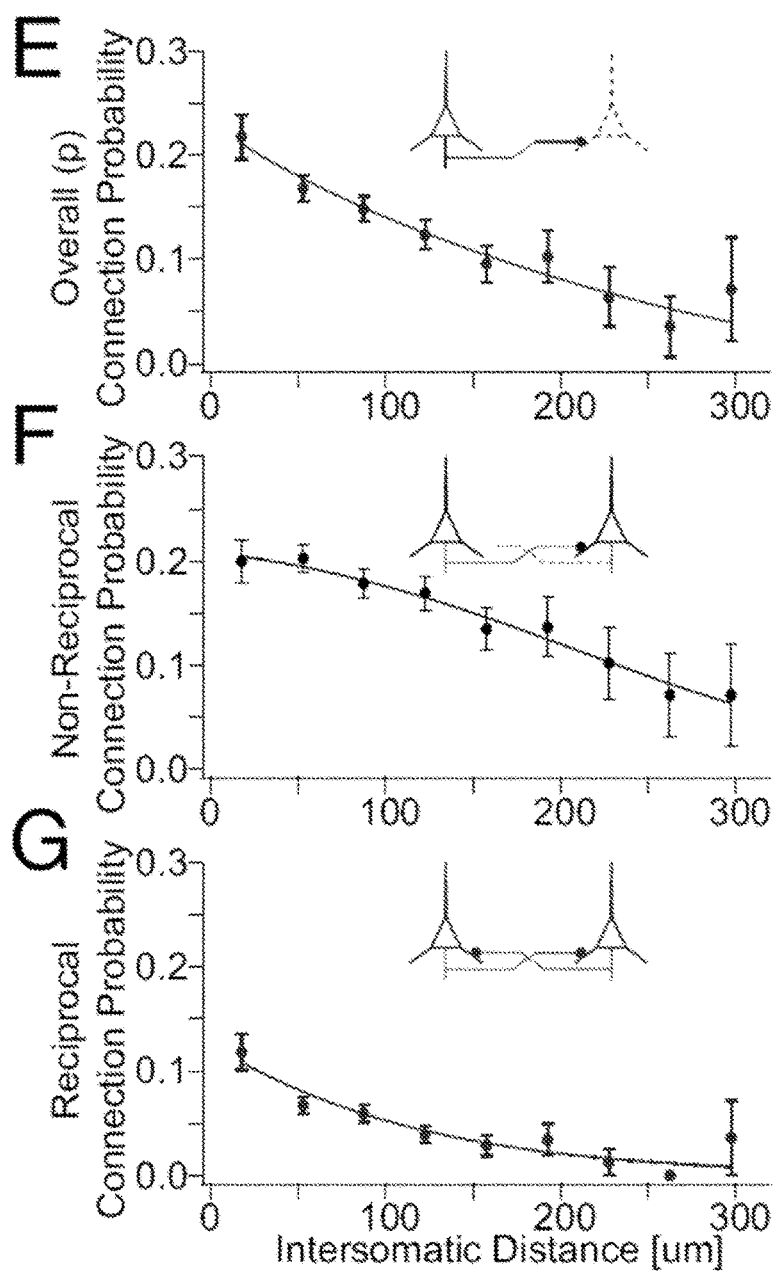 E
Overall (p)
Connection Probability
0.3
0.2
0.1
0.0
0 100 200 300
F
Non-Reciprocal
Connection Probability
0.3
0.2
0.1
0.0
0 100 200 300
G
Reciprocal
Connection Probability
0.3
0.2
0.1
0.0
0 100 200 300
Intersomatic Distance [um]